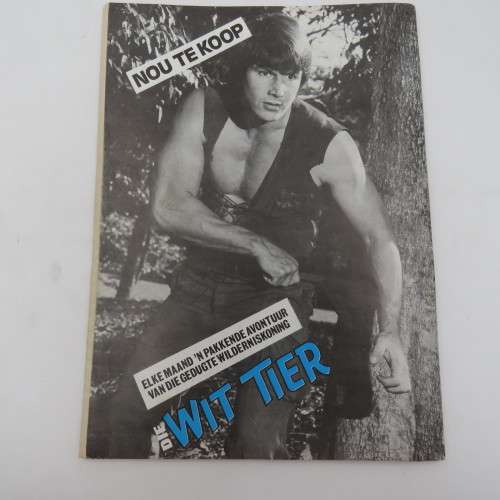 NOU TE KOOP
ELKE MAAND 'N PAKKENDE AVONTUUR
VAN DIE GEDUGTE WILDERNISKONING
DIE WIT TIER